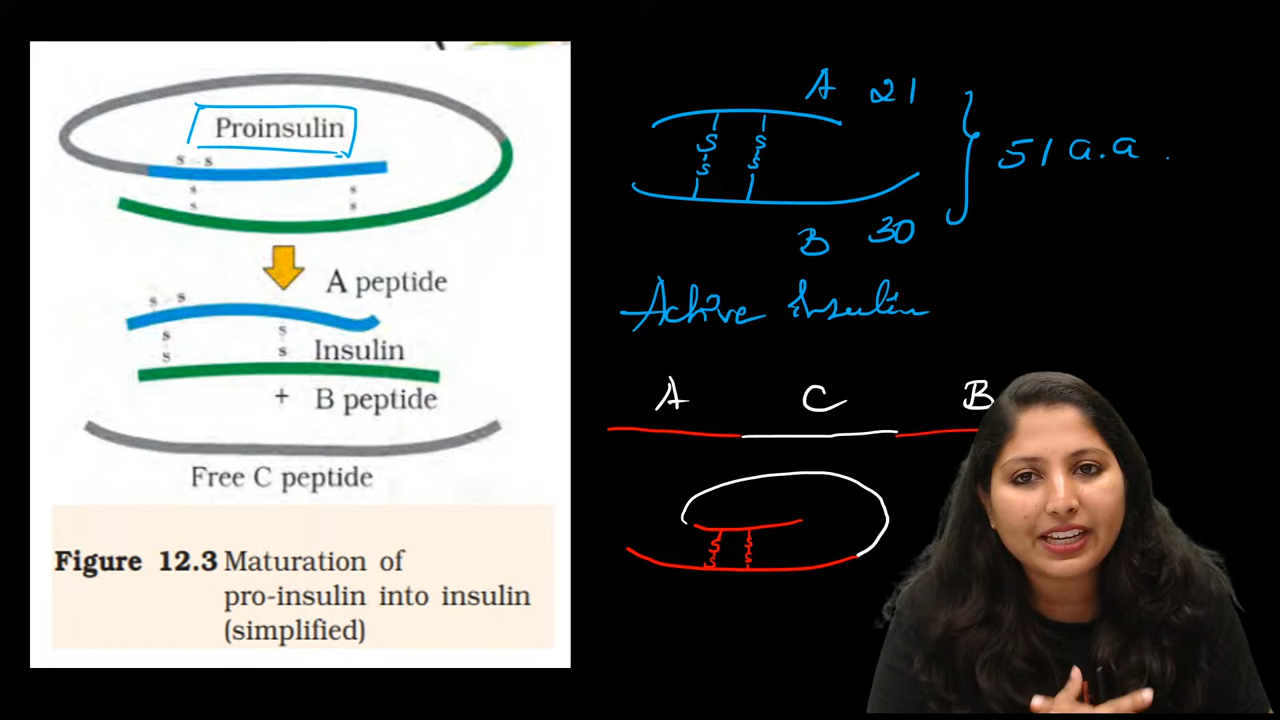 Proinsulin
s – s
s
s
s
s
A peptide
s – s
s
s
s
s
Insulin
+ B peptide
Free C peptide
Figure 12.3 Maturation of
pro-insulin into insulin
(simplified)
A 21
S
S
S
S
51 a.a.
B 30
Active Insulin
A C B